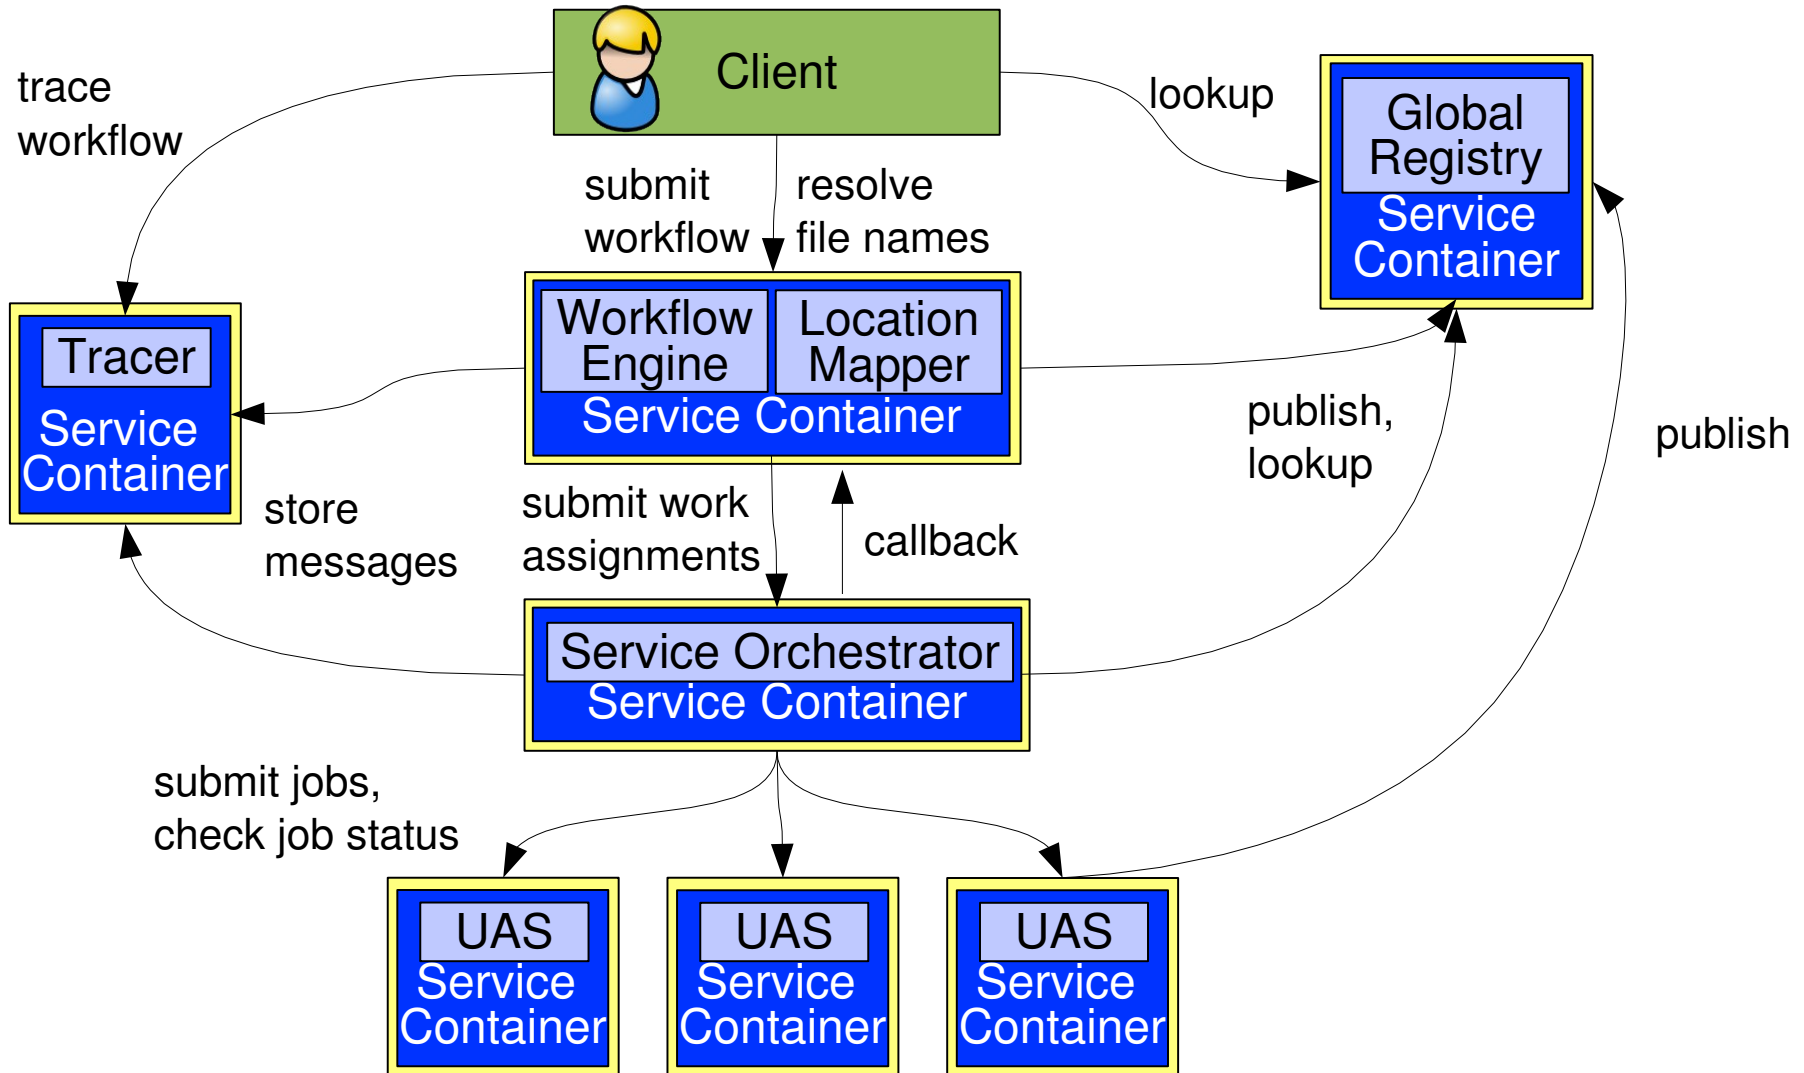 Client
trace
workflow
lookup
Global
Registry
Service
Container
submit
workflow
resolve
file names
Workflow
Engine
Location
Mapper
Service Container
Tracer
Service
Container
publish,
lookup
publish
store
messages
submit work
assignments
callback
Service Orchestrator
Service Container
submit jobs,
check job status
UAS
Service
Container
UAS
Service
Container
UAS
Service
Container